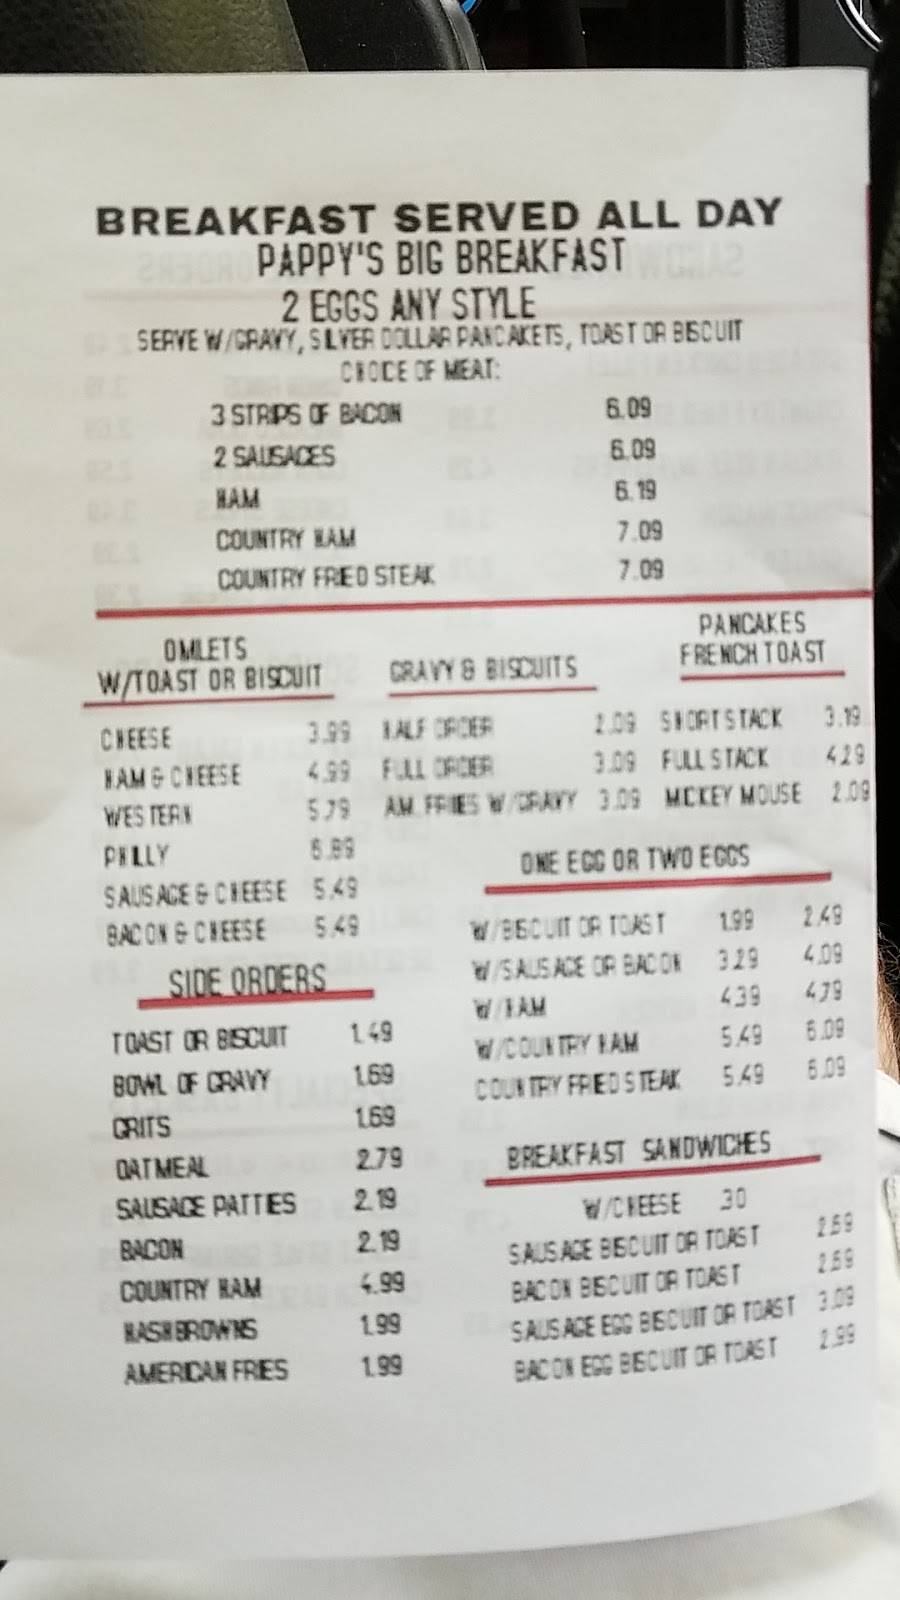 BREAKFAST SERVED ALL DAY
PAPPY'S BIG BREAKFAST
2 EGGS ANY STYLE
SERVE W/GRAVY, SILVER DOLLAR PANCAKETS, TOAST OR BISCUIT
CHOICE OF MEAT:
3 STRIPS OF BACON 6.09
2 SAUSAGES 6.09
HAM 6.19
COUNTRY HAM 7.09
COUNTRY FRIED STEAK 7.09
OMLETS
W/TOAST OR BISCUIT
CHEESE 3.99
HAM & CHEESE 4.99
WESTERN 5.79
PHILLY
SAUSAGE & CHEESE 5.49
BACON & CHEESE 5.49
GRAVY & BISCUITS
HALF ORDER 2.09
FULL ORDER 3.09
AM. FRIES W/GRAVY 3.09
PANCAKES
FRENCH TOAST
SHORT STACK 3.19
FULL STACK 4.29
MICKEY MOUSE 2.09
ONE EGG OR TWO EGGS
W/BISCUIT OR TOAST 1.99 2.49
W/SAUSAGE OR BACON 3.29 4.09
W/HAM 4.39 4.79
W/COUNTRY HAM 5.49 6.09
COUNTRY FRIED STEAK 5.49 6.09
SIDE ORDERS
TOAST OR BISCUIT 1.49
BOWL OF GRAVY 1.69
GRITS 1.69
OATMEAL 2.79
SAUSAGE PATTIES 2.19
BACON 2.19
COUNTRY HAM 4.99
HASHBROWNS 1.99
AMERICAN FRIES 1.99
BREAKFAST SANDWICHES
W/CHEESE .30
SAUSAGE BISCUIT OR TOAST 2.69
BACON BISCUIT OR TOAST 2.69
SAUSAGE EGG BISCUIT OR TOAST 3.09
BACON EGG BISCUIT OR TOAST 2.99